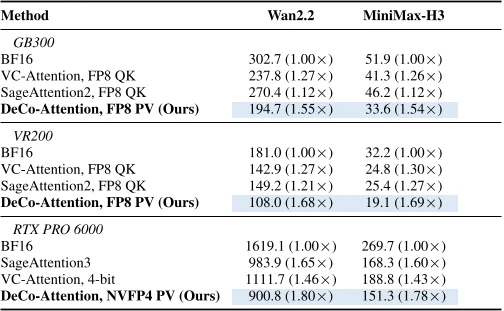 Method Wan2.2 MiniMax-H3
GB300
BF16 302.7 (1.00×) 51.9 (1.00×)
VC-Attention, FP8 QK 237.8 (1.27×) 41.3 (1.26×)
SageAttention2, FP8 QK 270.4 (1.12×) 46.2 (1.12×)
DeCo-Attention, FP8 PV (Ours) 194.7 (1.55×) 33.6 (1.54×)
VR200
BF16 181.0 (1.00×) 32.2 (1.00×)
VC-Attention, FP8 QK 142.9 (1.27×) 24.8 (1.30×)
SageAttention2, FP8 QK 149.2 (1.21×) 25.4 (1.27×)
DeCo-Attention, FP8 PV (Ours) 108.0 (1.68×) 19.1 (1.69×)
RTX PRO 6000
BF16 1619.1 (1.00×) 269.7 (1.00×)
SageAttention3 983.9 (1.65×) 168.3 (1.60×)
VC-Attention, 4-bit 1111.7 (1.46×) 188.8 (1.43×)
DeCo-Attention, NVFP4 PV (Ours) 900.8 (1.80×) 151.3 (1.78×)